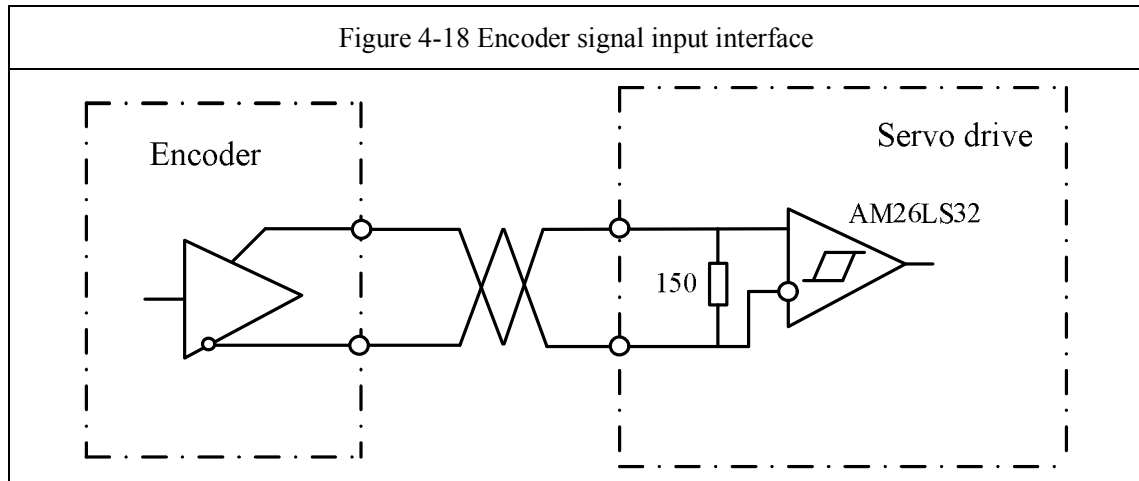 Figure 4-18 Encoder signal input interface
Encoder
Servo drive
AM26LS32
150